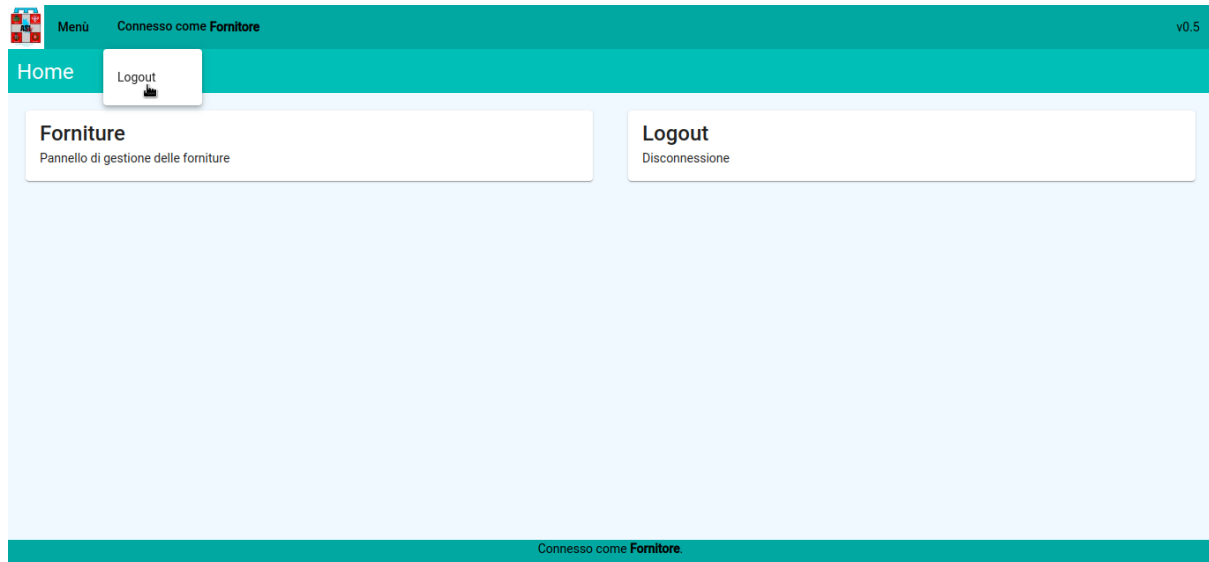 ASL Menù Connesso come Fornitore v0.5
Home
Logout
Forniture
Pannello di gestione delle forniture
Logout
Disconnessione
Connesso come Fornitore.